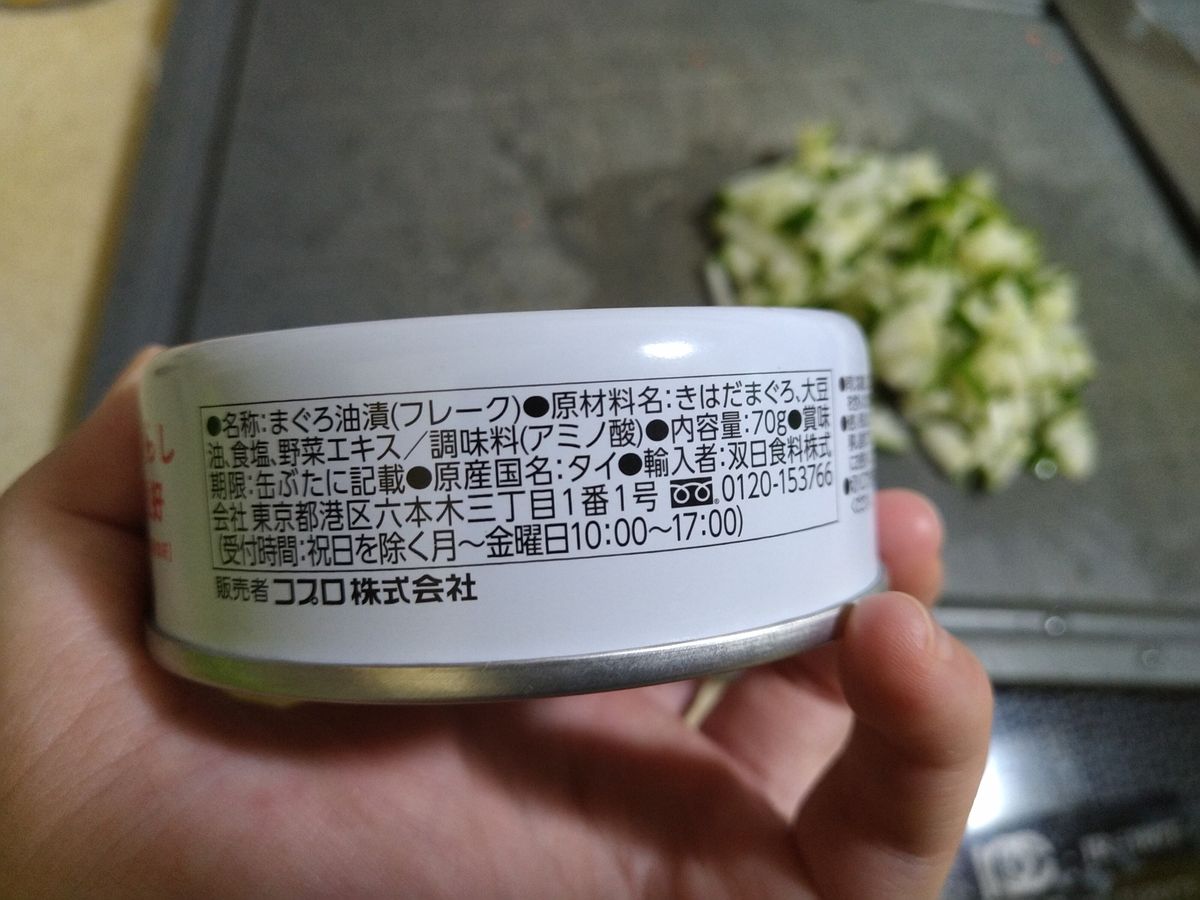 ●名称:まぐろ油漬(フレーク)●原材料名:きはだまぐろ、大豆
油、食塩、野菜エキス／調味料(アミノ酸)●内容量:70g●賞味
期限:缶ぶたに記載●原産国名:タイ●輸入者:双日食料株式
会社 東京都港区六本木三丁目1番1号 0120-153766
(受付時間:祝日を除く月～金曜日10:00～17:00)
販売者 コプロ株式会社